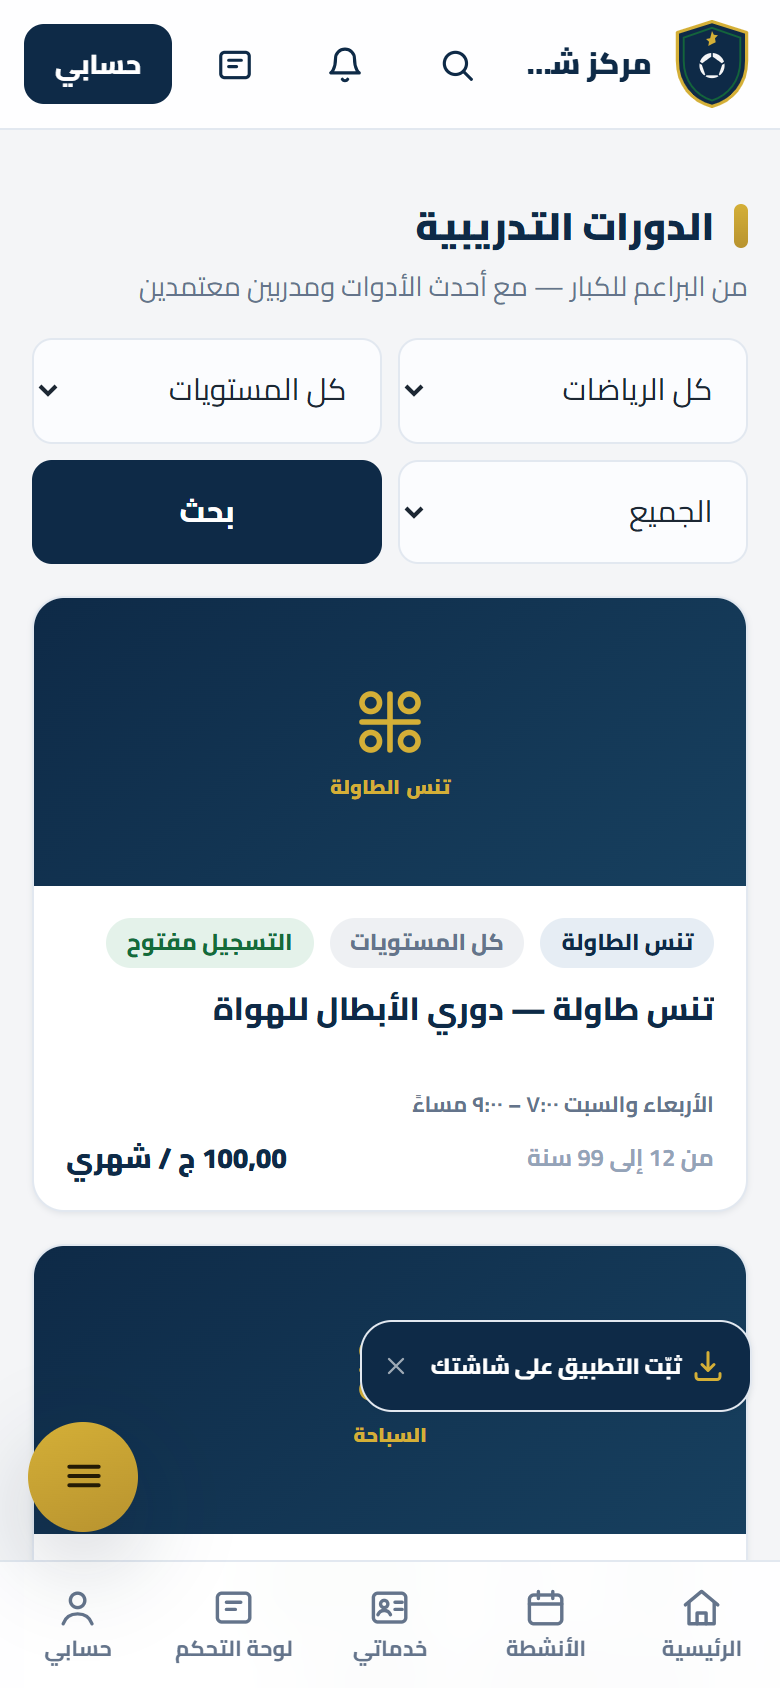 مركز شـ...
حسابي
الدورات التدريبية
من البراعم للكبار — مع أحدث الأدوات ومدربين معتمدين
كل الرياضات
كل المستويات
الجميع
بحث
تنس الطاولة
تنس الطاولة
كل المستويات
التسجيل مفتوح
تنس طاولة — دوري الأبطال للهواة
الأربعاء والسبت ٧:٠٠ – ٩:٠٠ مساءً
من 12 إلى 99 سنة
100,00 ج / شهري
ثبّت التطبيق على شاشتك
السباحة
الرئيسية
الأنشطة
خدماتي
لوحة التحكم
حسابي